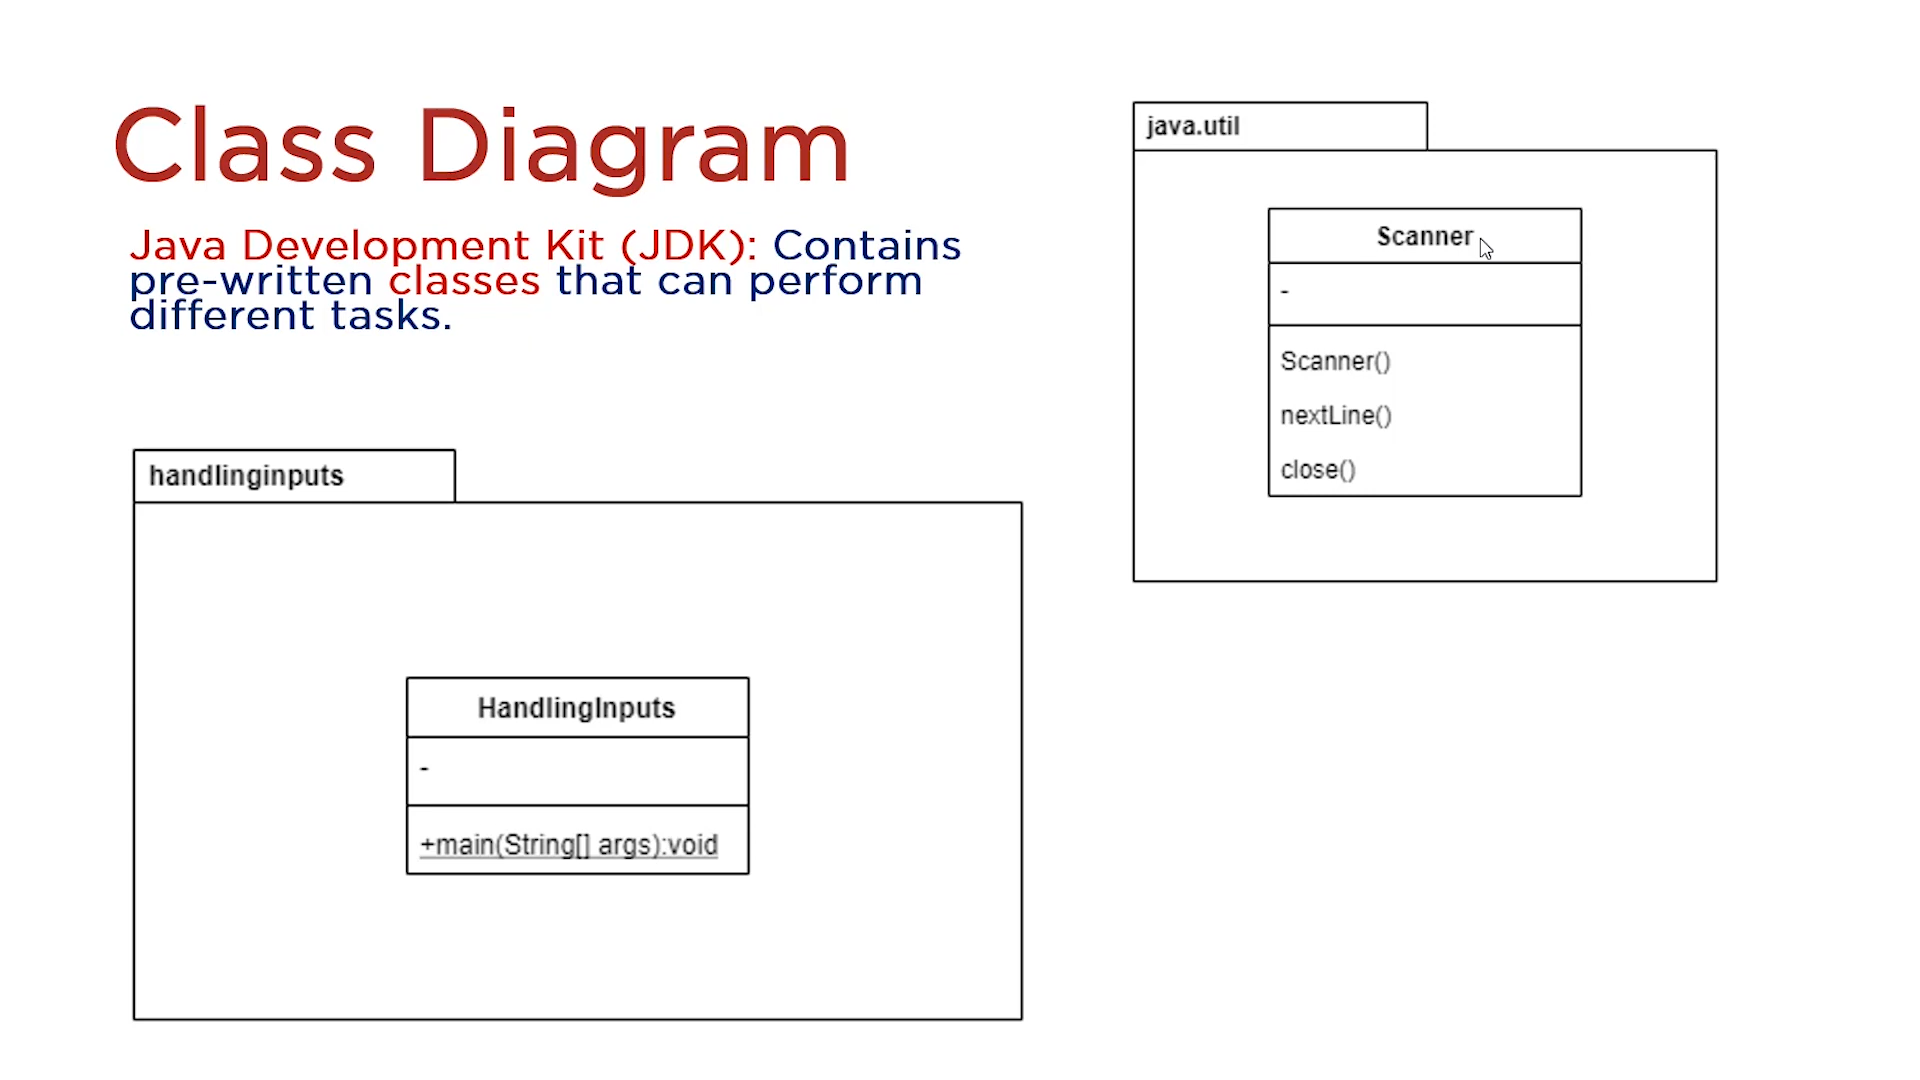 Class Diagram
Java Development Kit (JDK): Contains
pre-written classes that can perform
different tasks.
java.util
Scanner
-
Scanner()
nextLine()
close()
handlinginputs
HandlingInputs
-
+main(String[] args):void